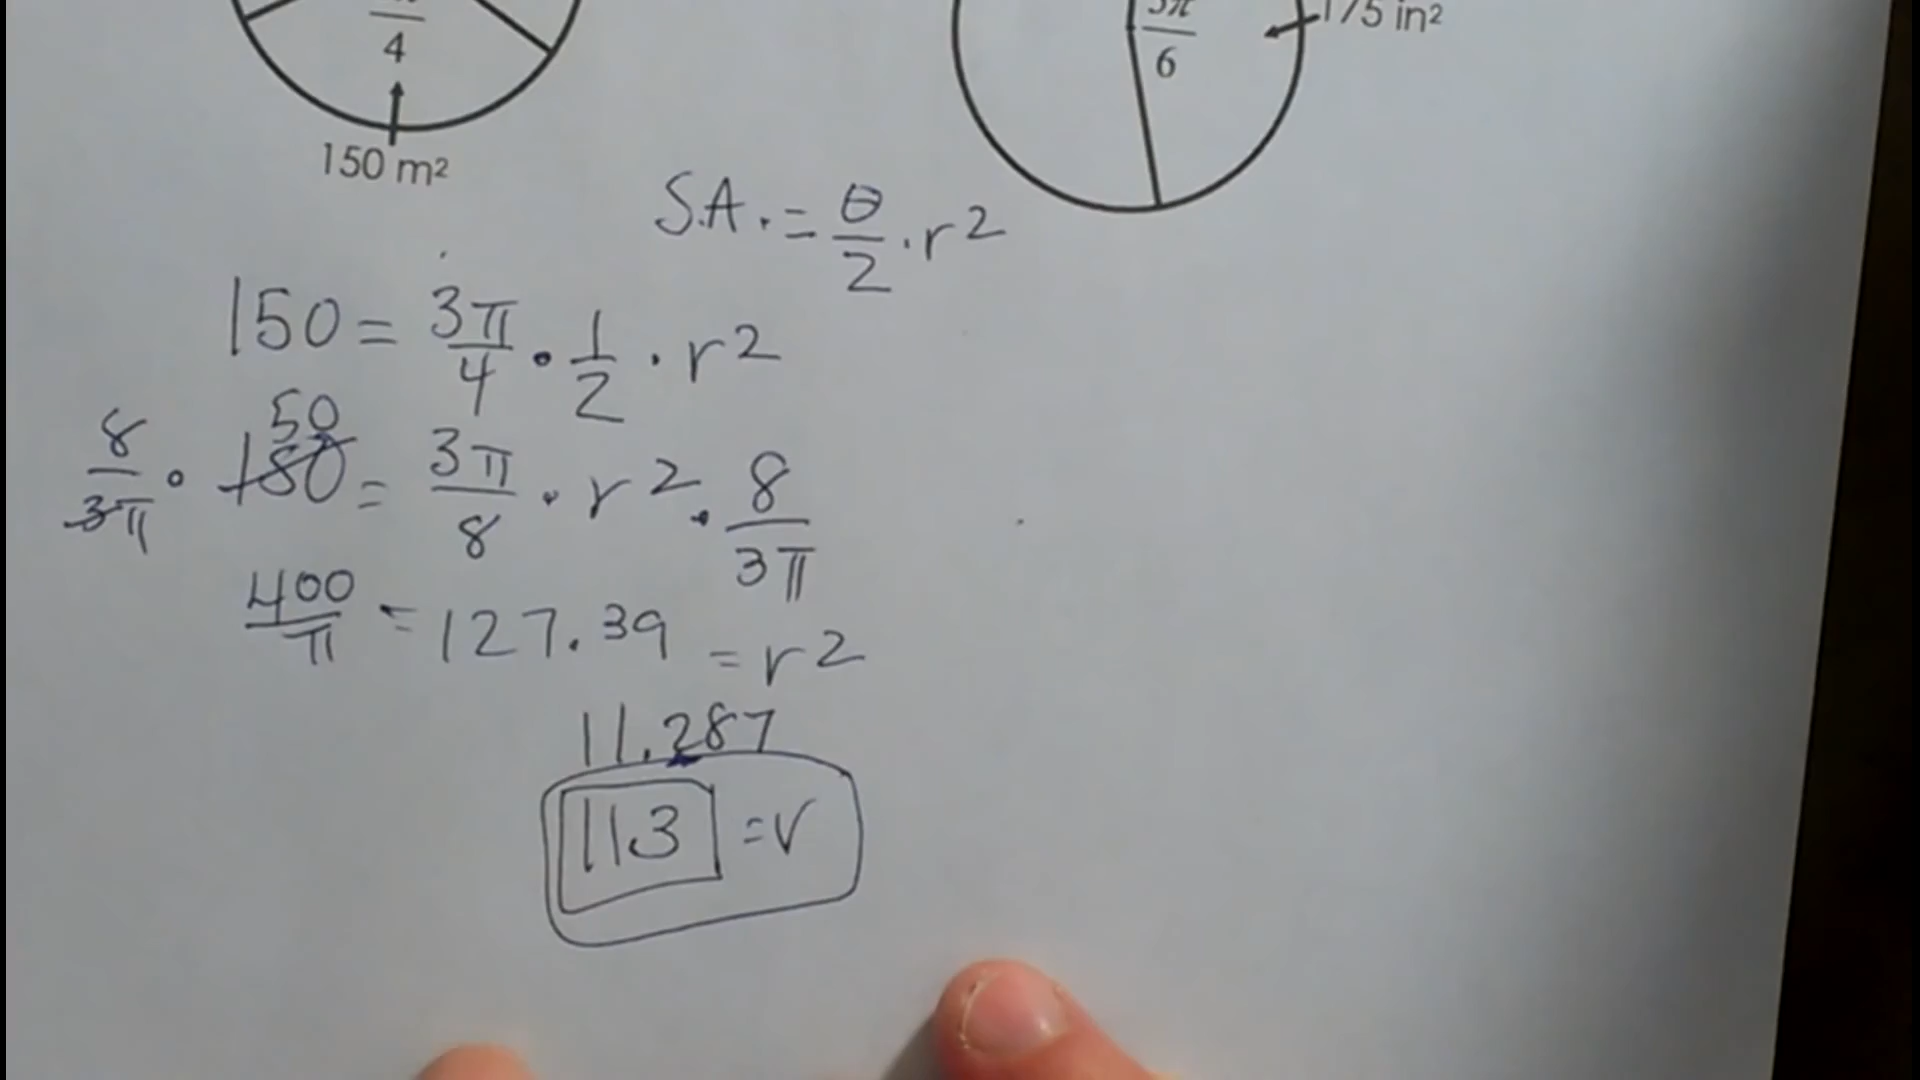 4
150 m²
6
175 in²
S.A. = θ/2 · r²
150 = 3π/4 · 1/2 · r²
50
8/3π · 150 = 3π/8 · r² · 8/3π
400/π = 127.39 = r²
11.287
11.3 = r